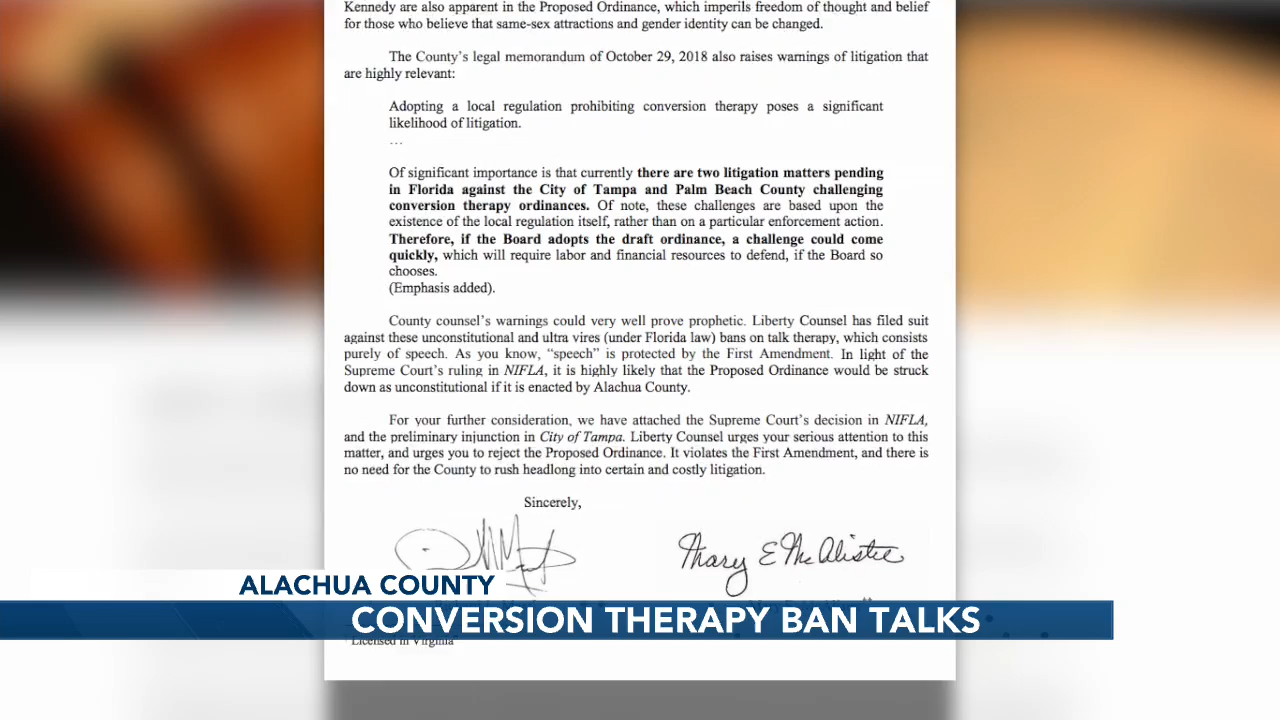 Kennedy are also apparent in the Proposed Ordinance, which imperils freedom of thought and belief
for those who believe that same-sex attractions and gender identity can be changed.
The County's legal memorandum of October 29, 2018 also raises warnings of litigation that
are highly relevant:
Adopting a local regulation prohibiting conversion therapy poses a significant
likelihood of litigation.
…
Of significant importance is that currently there are two litigation matters pending
in Florida against the City of Tampa and Palm Beach County challenging
conversion therapy ordinances. Of note, these challenges are based upon the
existence of the local regulation itself, rather than on a particular enforcement action.
Therefore, if the Board adopts the draft ordinance, a challenge could come
quickly, which will require labor and financial resources to defend, if the Board so
chooses.
(Emphasis added).
County counsel's warnings could very well prove prophetic. Liberty Counsel has filed suit
against these unconstitutional and ultra vires (under Florida law) bans on talk therapy, which consists
purely of speech. As you know, “speech” is protected by the First Amendment. In light of the
Supreme Court's ruling in NIFLA, it is highly likely that the Proposed Ordinance would be struck
down as unconstitutional if it is enacted by Alachua County.
For your further consideration, we have attached the Supreme Court's decision in NIFLA,
and the preliminary injunction in City of Tampa. Liberty Counsel urges your serious attention to this
matter, and urges you to reject the Proposed Ordinance. It violates the First Amendment, and there is
no need for the County to rush headlong into certain and costly litigation.
Sincerely,
Mary E McAlister
ALACHUA COUNTY
CONVERSION THERAPY BAN TALKS
Licensed in Virginia